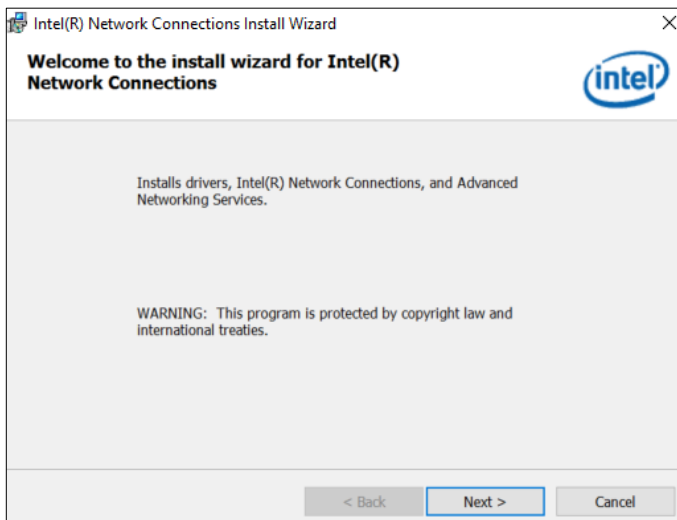 Intel(R) Network Connections Install Wizard
Welcome to the install wizard for Intel(R)
Network Connections
intel
Installs drivers, Intel(R) Network Connections, and Advanced
Networking Services.
WARNING: This program is protected by copyright law and
international treaties.
< Back Next > Cancel